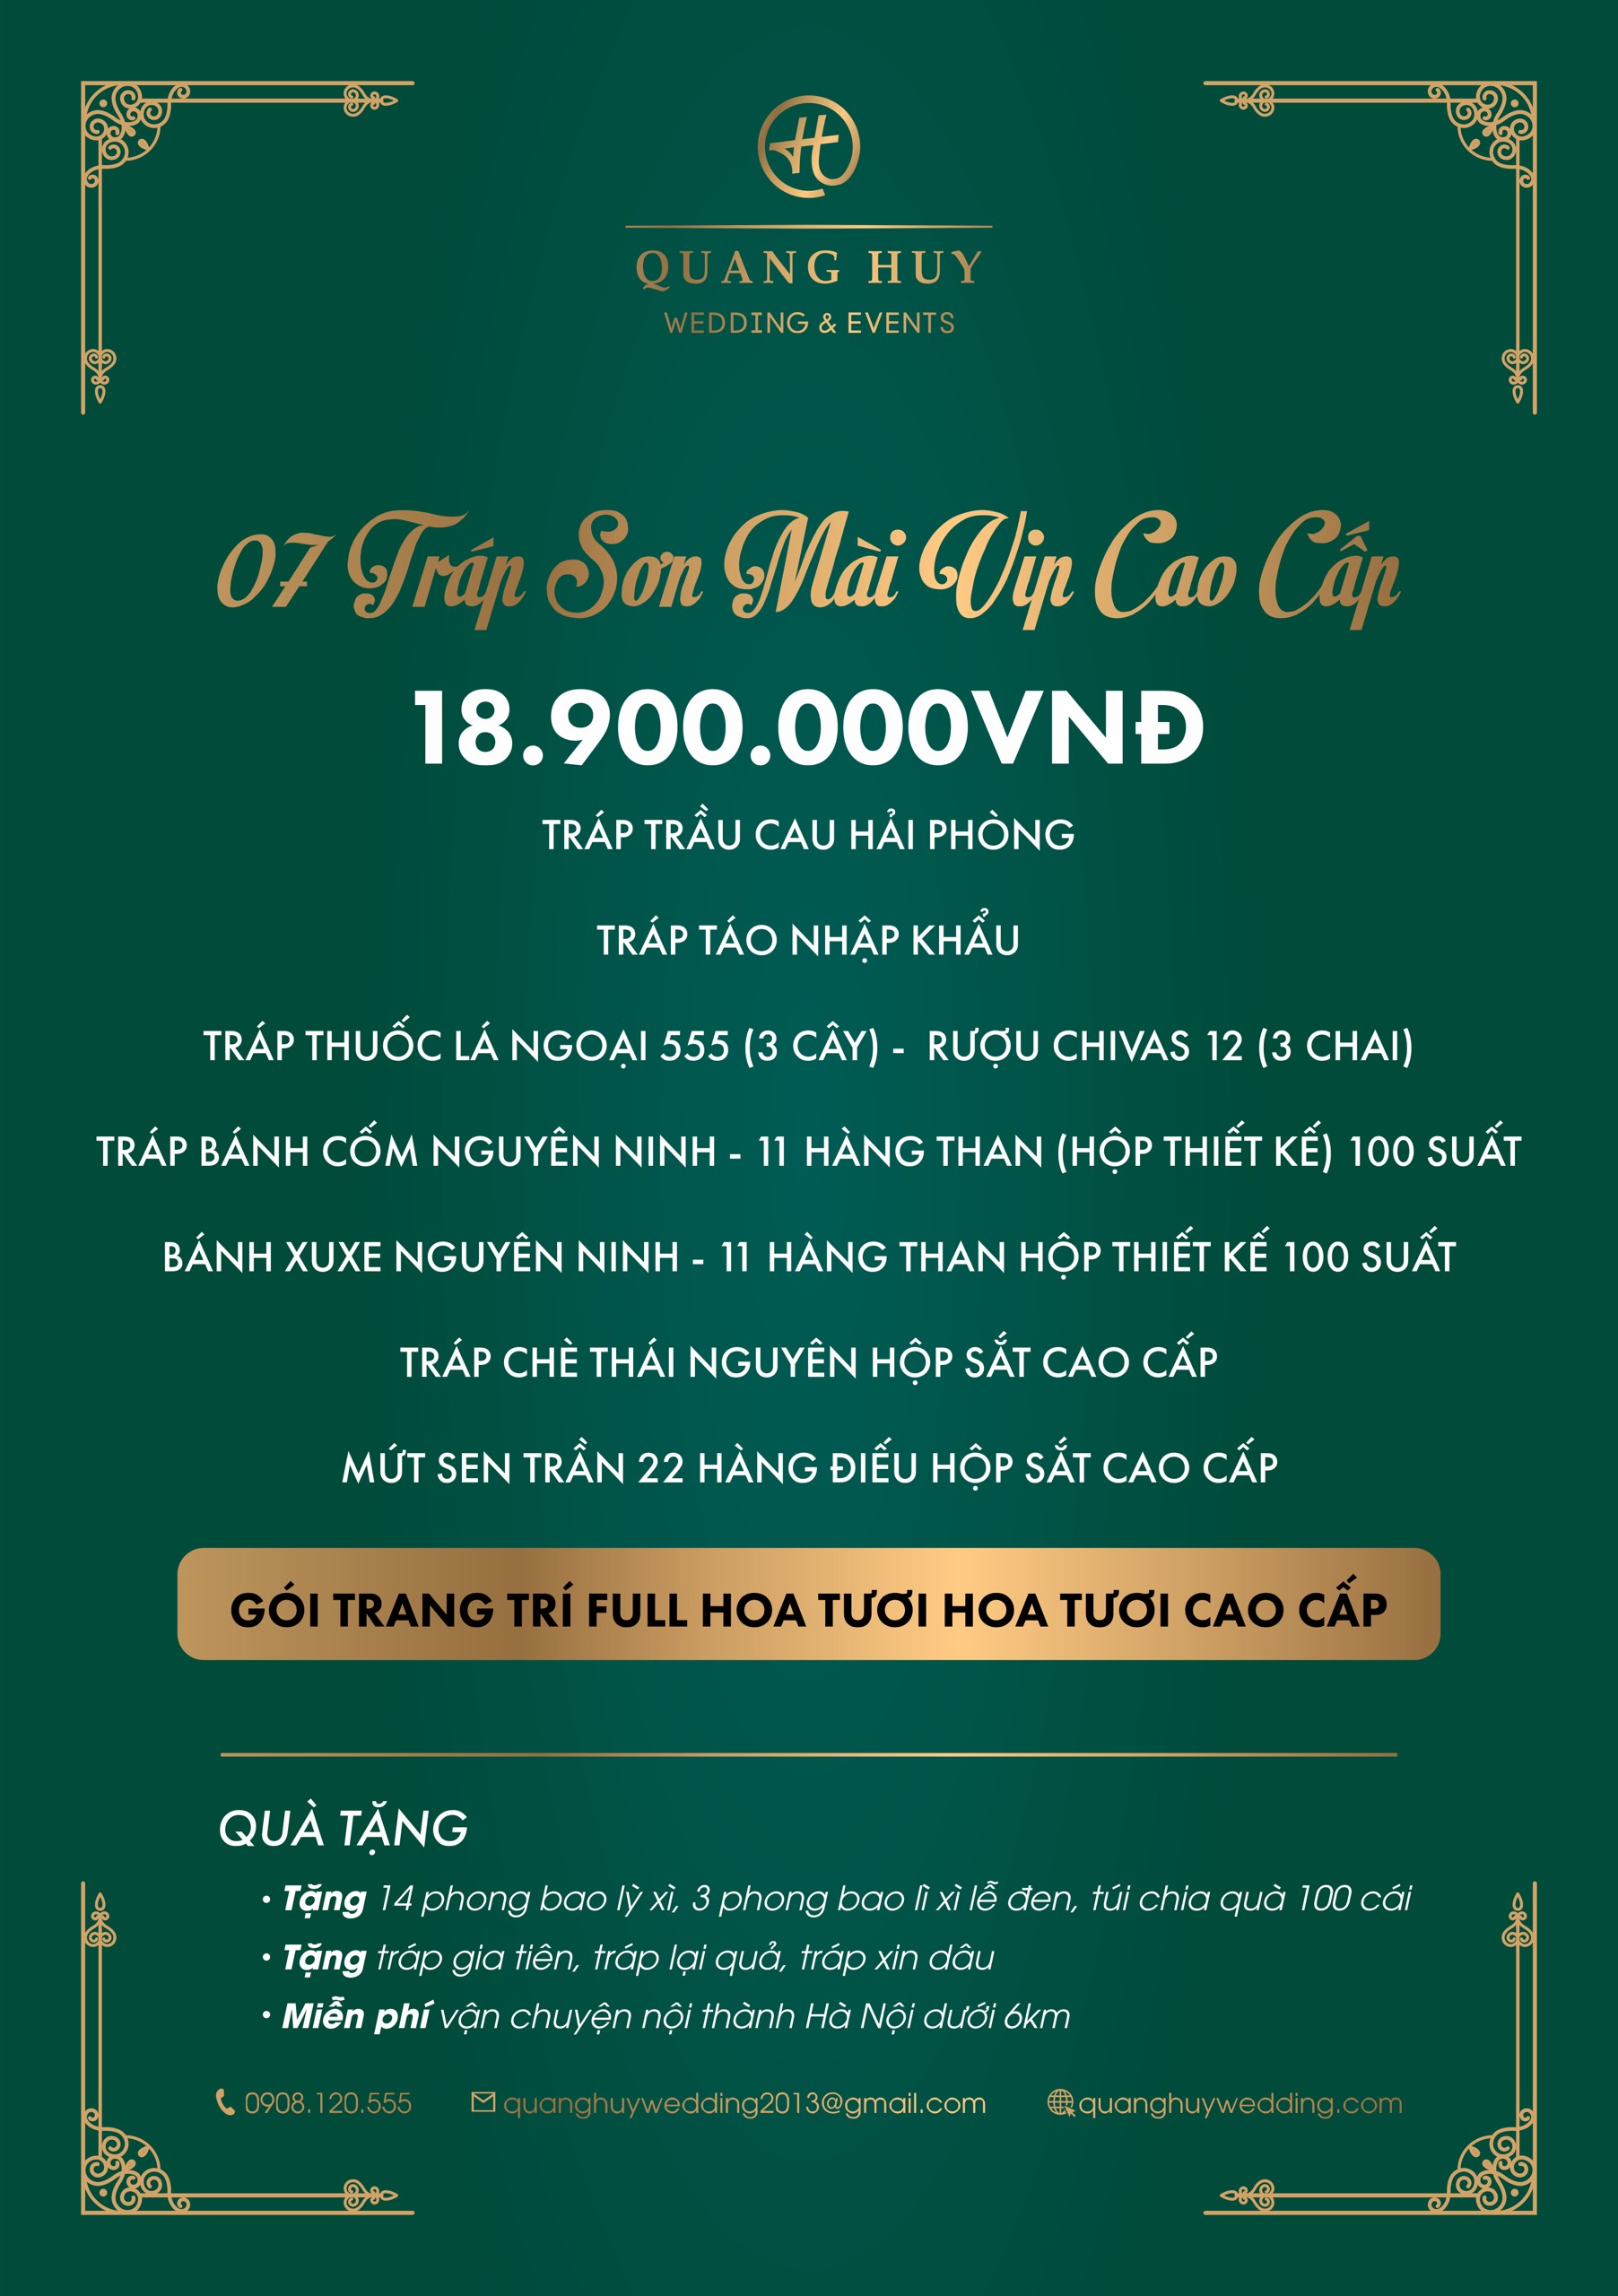 QUANG HUY
WEDDING & EVENTS
07 Tráp Sơn Mài Vip Cao Cấp
18.900.000VNĐ
TRÁP TRẦU CAU HẢI PHÒNG
TRÁP TÁO NHẬP KHẨU
TRÁP THUỐC LÁ NGOẠI 555 (3 CÂY) - RƯỢU CHIVAS 12 (3 CHAI)
TRÁP BÁNH CỐM NGUYÊN NINH - 11 HÀNG THAN (HỘP THIẾT KẾ) 100 SUẤT
BÁNH XUXE NGUYÊN NINH - 11 HÀNG THAN HỘP THIẾT KẾ 100 SUẤT
TRÁP CHÈ THÁI NGUYÊN HỘP SẮT CAO CẤP
MỨT SEN TRẦN 22 HÀNG ĐIẾU HỘP SẮT CAO CẤP
GÓI TRANG TRÍ FULL HOA TƯƠI HOA TƯƠI CAO CẤP
QUÀ TẶNG
• Tặng 14 phong bao lỳ xì, 3 phong bao lì xì lễ đen, túi chia quà 100 cái
• Tặng tráp gia tiên, tráp lại quả, tráp xin dâu
• Miễn phí vận chuyện nội thành Hà Nội dưới 6km
0908.120.555 quanghuywedding2013@gmail.com quanghuywedding.com